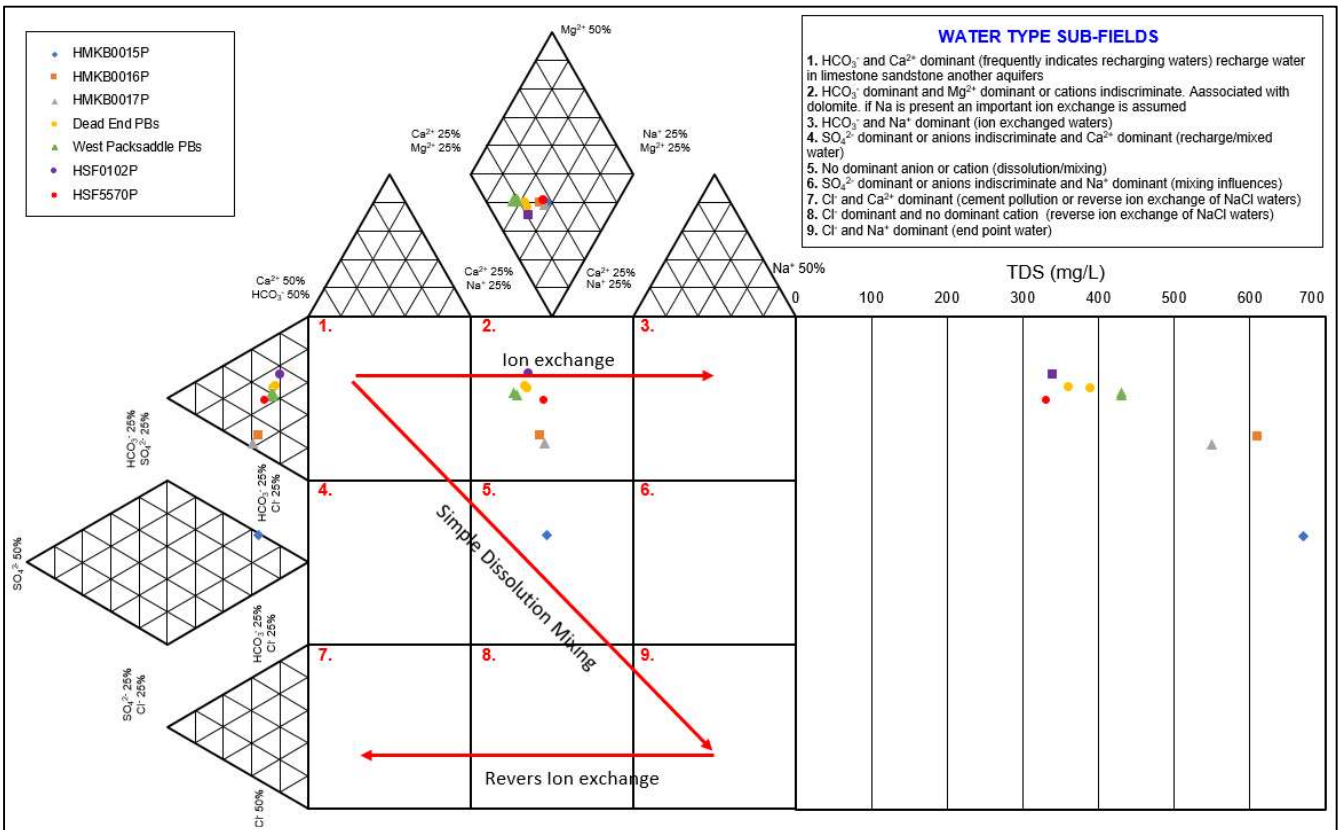 HMKB0015P
HMKB0016P
HMKB0017P
Dead End PBs
West Packsaddle PBs
HSF0102P
HSF5570P
Mg²⁺ 50%
Ca²⁺ 25%
Mg²⁺ 25%
Na⁺ 25%
Mg²⁺ 25%
WATER TYPE SUB-FIELDS
1. HCO₃⁻ and Ca²⁺ dominant (frequently indicates recharging waters) recharge water
in limestone sandstone another aquifers
2. HCO₃⁻ dominant and Mg²⁺ dominant or cations indiscriminate. Aassociated with
dolomite. if Na is present an important ion exchange is assumed
3. HCO₃⁻ and Na⁺ dominant (ion exchanged waters)
4. SO₄²⁻ dominant or anions indiscriminate and Ca²⁺ dominant (recharge/mixed
water)
5. No dominant anion or cation (dissolution/mixing)
6. SO₄²⁻ dominant or anions indiscriminate and Na⁺ dominant (mixing influences)
7. Cl⁻ and Ca²⁺ dominant (cement pollution or reverse ion exchange of NaCl waters)
8. Cl⁻ dominant and no dominant cation (reverse ion exchange of NaCl waters)
9. Cl⁻ and Na⁺ dominant (end point water)
Ca²⁺ 50%
HCO₃⁻ 50%
Ca²⁺ 25%
Na⁺ 25%
Ca²⁺ 25%
Na⁺ 25%
Na⁺ 50%
TDS (mg/L)
0 100 200 300 400 500 600 700
1. 2. 3.
Ion exchange
HCO₃⁻ 25%
SO₄²⁻ 25%
HCO₃⁻ 25%
Cl⁻ 25%
4. 5. 6.
Simple Dissolution Mixing
SO₄²⁻ 50%
HCO₃⁻ 25%
Cl⁻ 25%
SO₄²⁻ 25%
Cl⁻ 25%
7. 8. 9.
Revers Ion exchange
Cl⁻ 50%